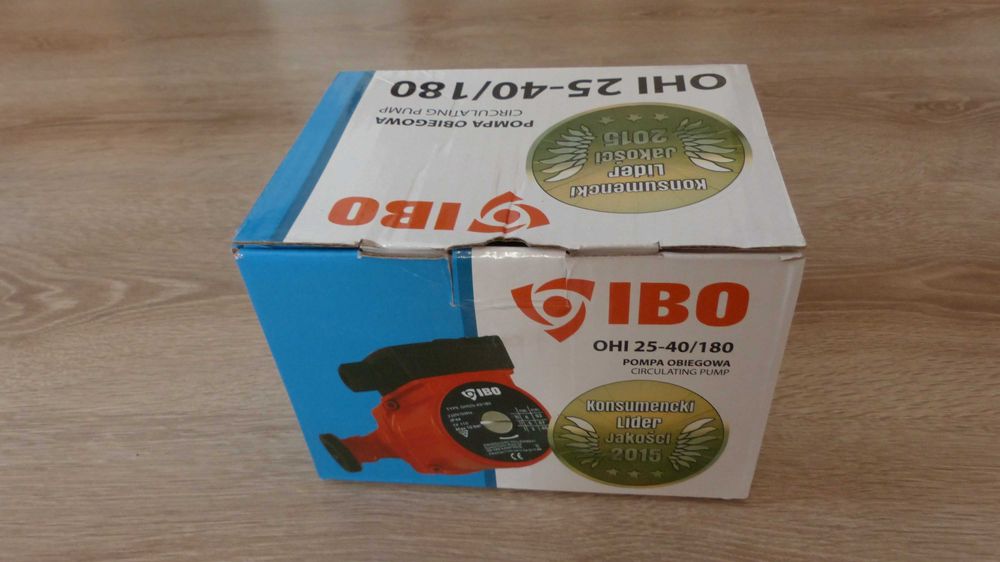 OHI 25-40/180
POMPA OBIEGOWA
CIRCULATING PUMP
Konsumencki
Lider
Jakości
2015
IBO
IBO
OHI 25-40/180
POMPA OBIEGOWA
CIRCULATING PUMP
Konsumencki
Lider
Jakości
2015
IBO